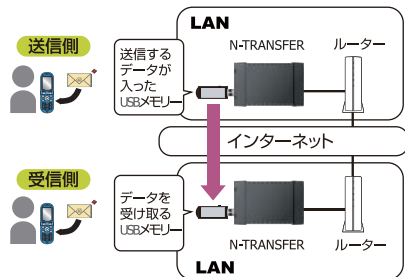 LAN
送信側
送信する
データが
入った
USBメモリー
N-TRANSFER
ルーター
インターネット
受信側
データを
受け取る
USBメモリー
N-TRANSFER
ルーター
LAN